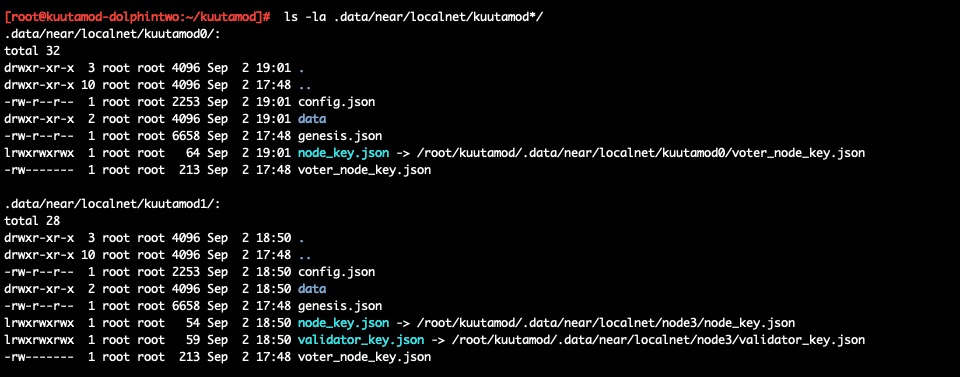 [root@kuutamod-dolphintwo:~/kuutamod]# ls -la .data/near/localnet/kuutamod*/
.data/near/localnet/kuutamod0/:
total 32
drwxr-xr-x  3 root root 4096 Sep  2 19:01 .
drwxr-xr-x 10 root root 4096 Sep  2 17:48 ..
-rw-r--r--  1 root root 2253 Sep  2 19:01 config.json
drwxr-xr-x  2 root root 4096 Sep  2 19:01 data
-rw-r--r--  1 root root 6658 Sep  2 17:48 genesis.json
lrwxrwxrwx  1 root root   64 Sep  2 19:01 node_key.json -> /root/kuutamod/.data/near/localnet/kuutamod0/voter_node_key.json
-rw-------  1 root root  213 Sep  2 17:48 voter_node_key.json
.data/near/localnet/kuutamod1/:
total 28
drwxr-xr-x  3 root root 4096 Sep  2 18:50 .
drwxr-xr-x 10 root root 4096 Sep  2 17:48 ..
-rw-r--r--  1 root root 2253 Sep  2 18:50 config.json
drwxr-xr-x  2 root root 4096 Sep  2 18:50 data
-rw-r--r--  1 root root 6658 Sep  2 17:48 genesis.json
lrwxrwxrwx  1 root root   54 Sep  2 18:50 node_key.json -> /root/kuutamod/.data/near/localnet/node3/node_key.json
lrwxrwxrwx  1 root root   59 Sep  2 18:50 validator_key.json -> /root/kuutamod/.data/near/localnet/node3/validator_key.json
-rw-------  1 root root  213 Sep  2 17:48 voter_node_key.json